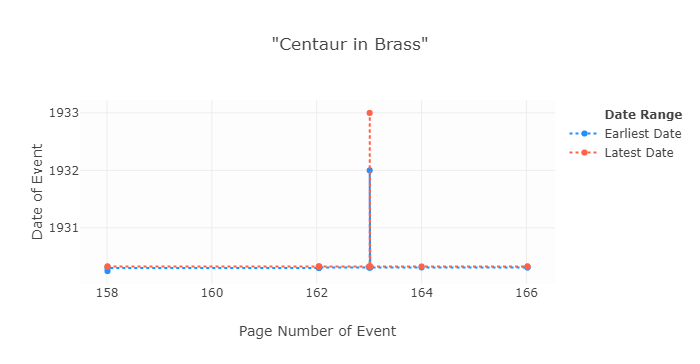 "Centaur in Brass"
Date Range
Earliest Date
Latest Date
Date of Event
1933
1932
1931
158 160 162 164 166
Page Number of Event